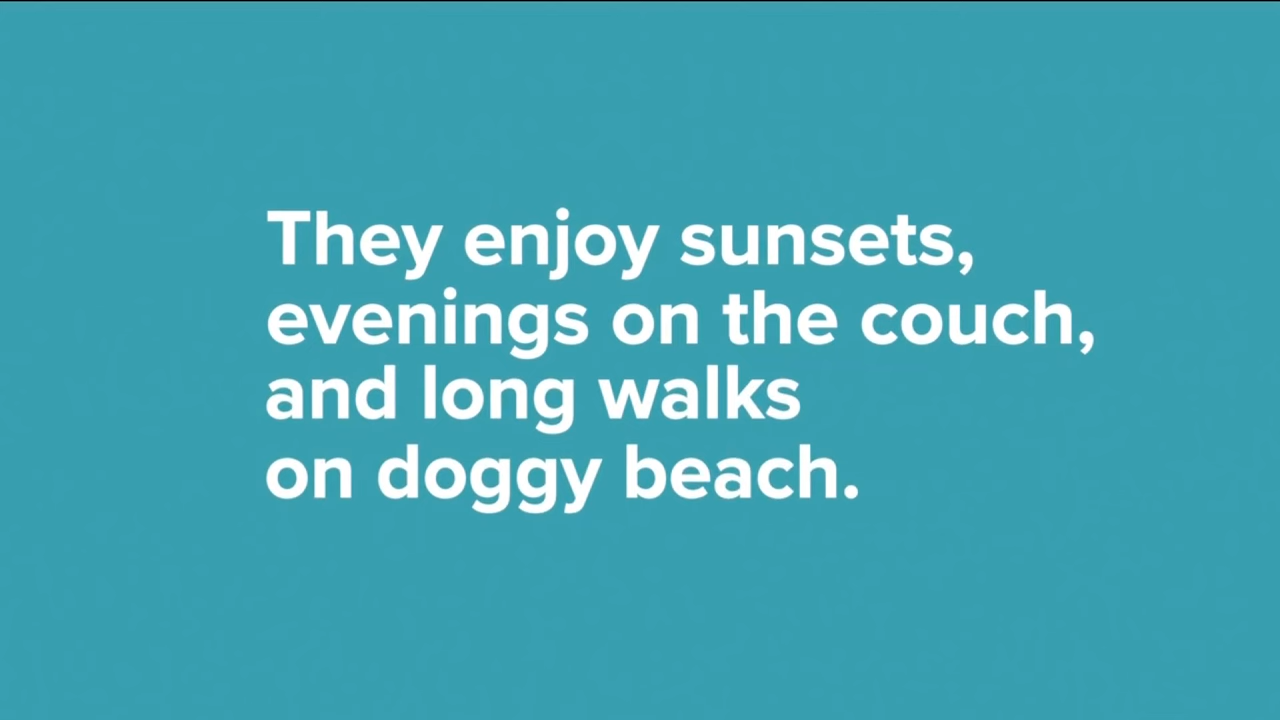 They enjoy sunsets,
evenings on the couch,
and long walks
on doggy beach.